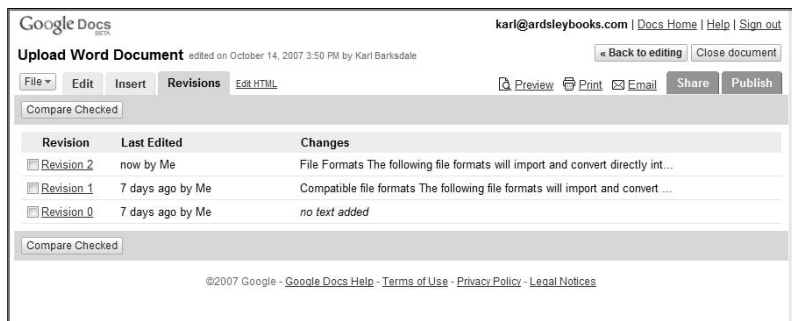 Google Docs BETA karl@ardsleybooks.com | Docs Home | Help | Sign out
Upload Word Document edited on October 14, 2007 3:50 PM by Karl Barksdale « Back to editing Close document
File Edit Insert Revisions Edit HTML Preview Print Email Share Publish
Compare Checked
Revision Last Edited Changes
Revision 2 now by Me File Formats The following file formats will import and convert directly int...
Revision 1 7 days ago by Me Compatible file formats The following file formats will import and convert ...
Revision 0 7 days ago by Me no text added
Compare Checked
©2007 Google - Google Docs Help - Terms of Use - Privacy Policy - Legal Notices